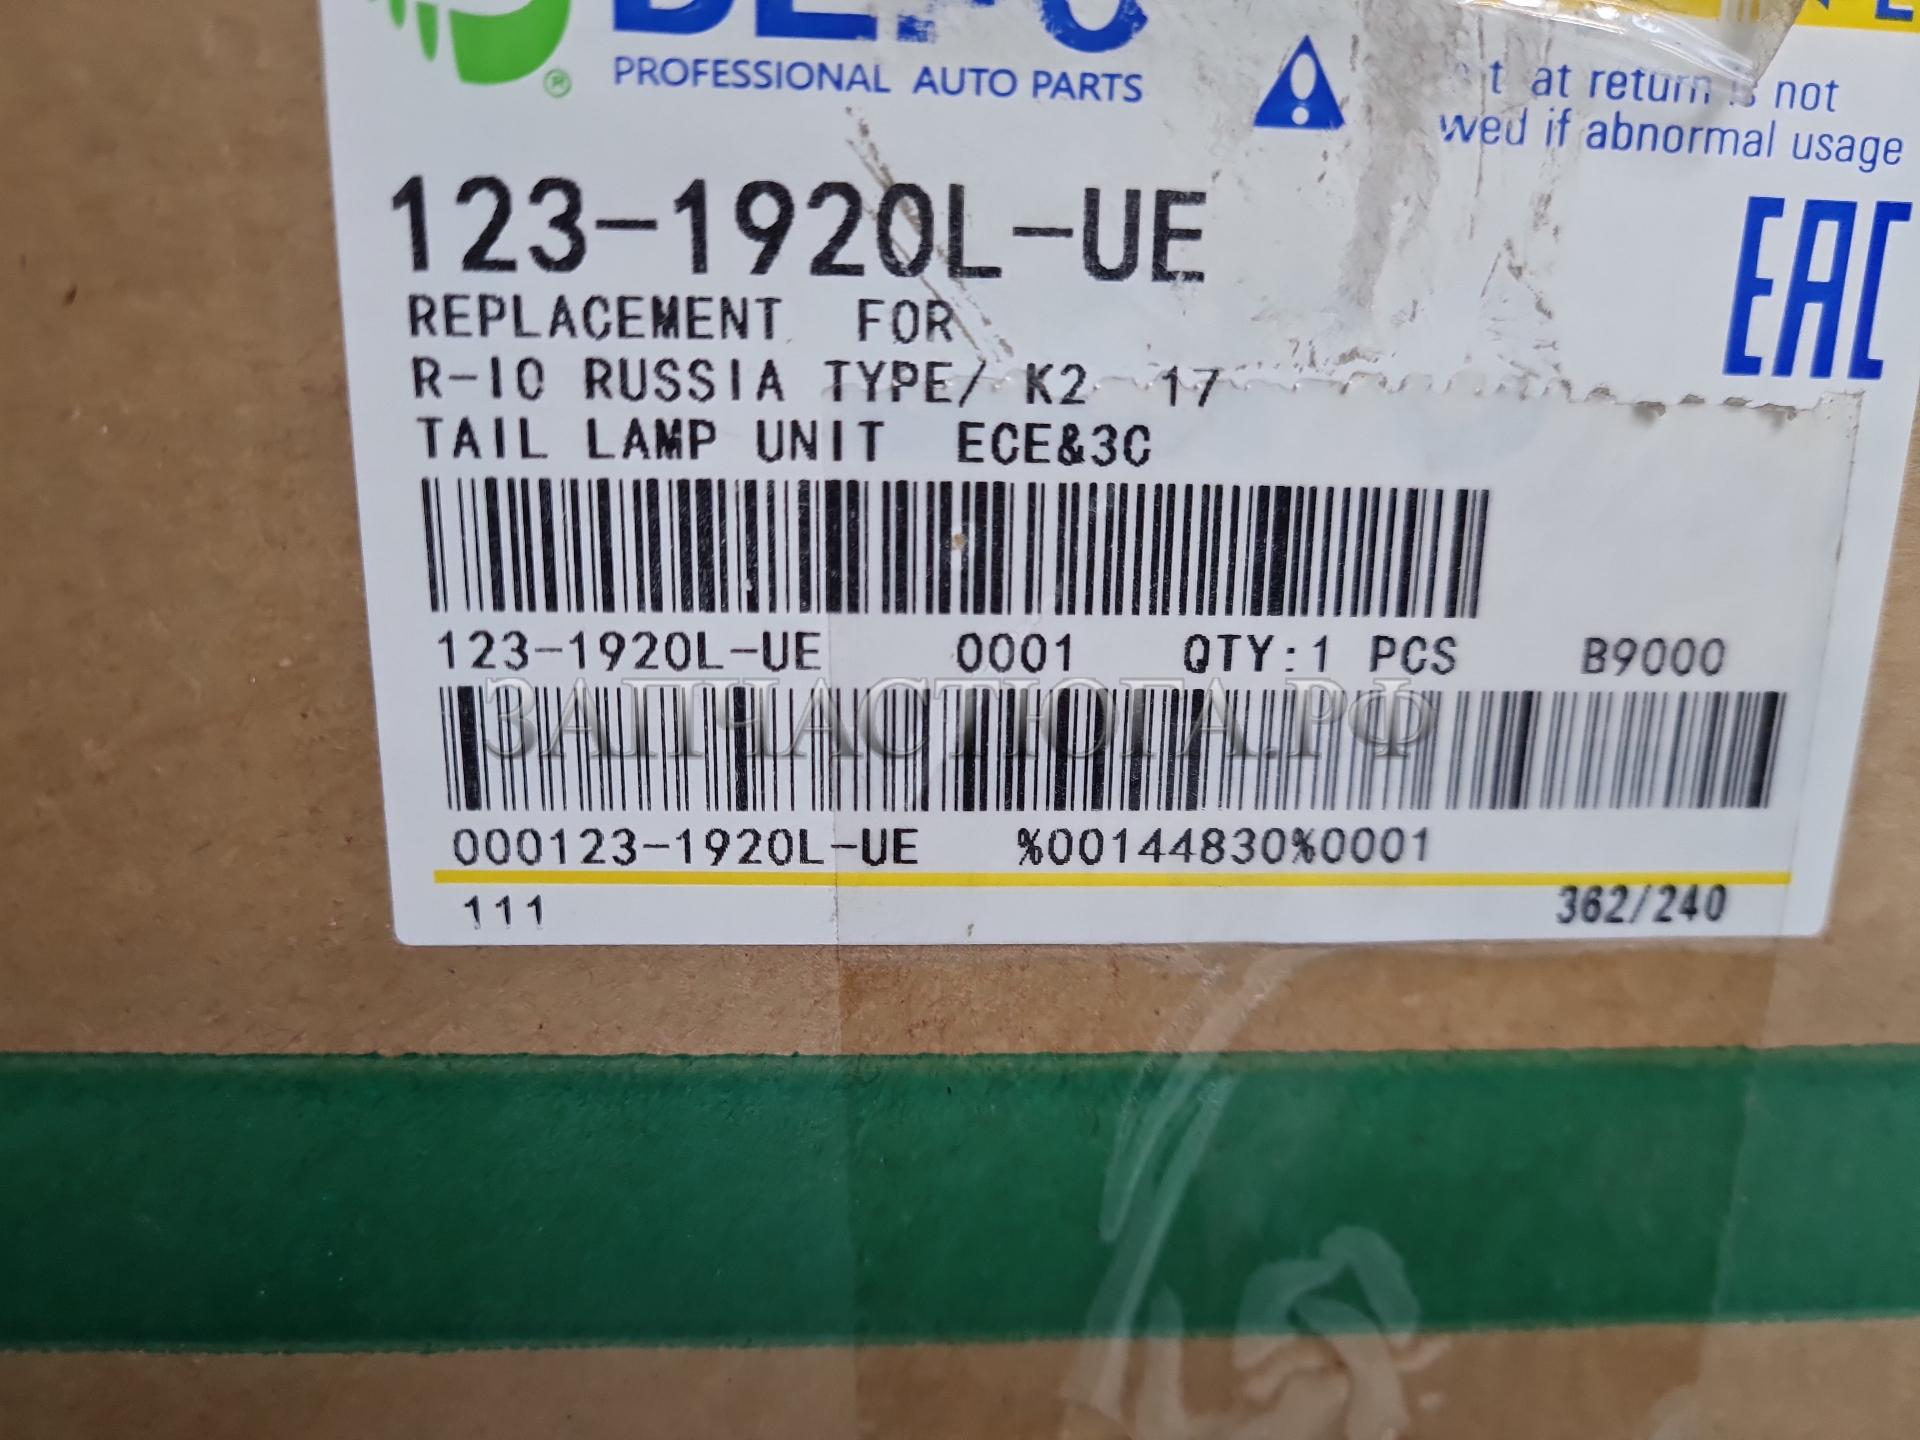 DEPO
®
PROFESSIONAL AUTO PARTS
at return is not
if abnormal usage
123-1920L-UE
EAC
REPLACEMENT FOR
R-IO RUSSIA TYPE/ K2 17
TAIL LAMP UNIT ECE&3C
123-1920L-UE 0001 QTY:1 PCS B9000
ЗАПЧАСТЮГА.РФ
000123-1920L-UE %00144830%0001
111 362/240